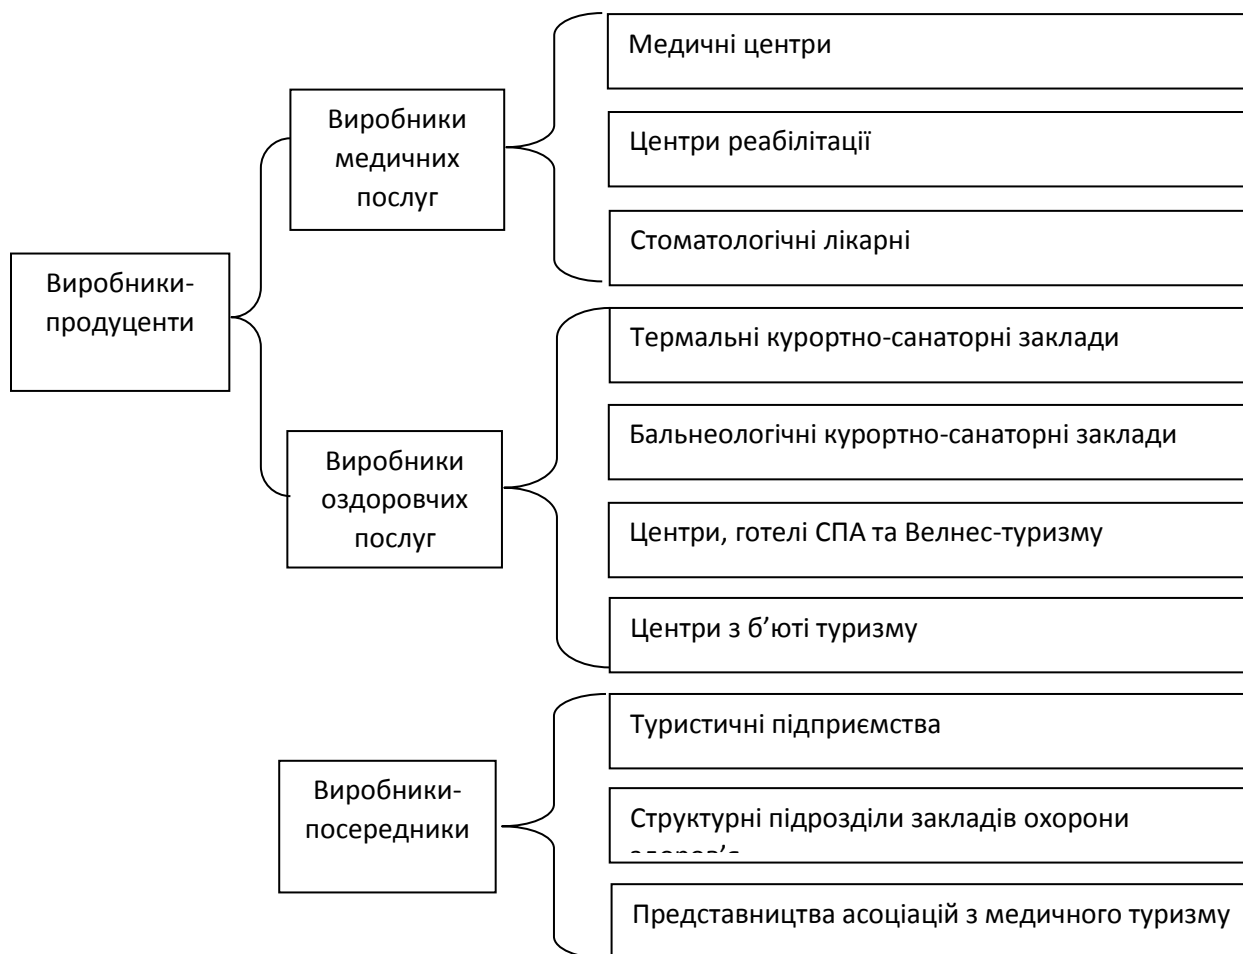 Медичні центри
Виробники
медичних
послуг
Центри реабілітації
Стоматологічні лікарні
Виробники-
продуценти
Термальні курортно-санаторні заклади
Бальнеологічні курортно-санаторні заклади
Виробники
оздоровчих
послуг
Центри, готелі СПА та Велнес-туризму
Центри з б’юті туризму
Туристичні підприємства
Виробники-
посередники
Структурні підрозділи закладів охорони
Представництва асоціацій з медичного туризму